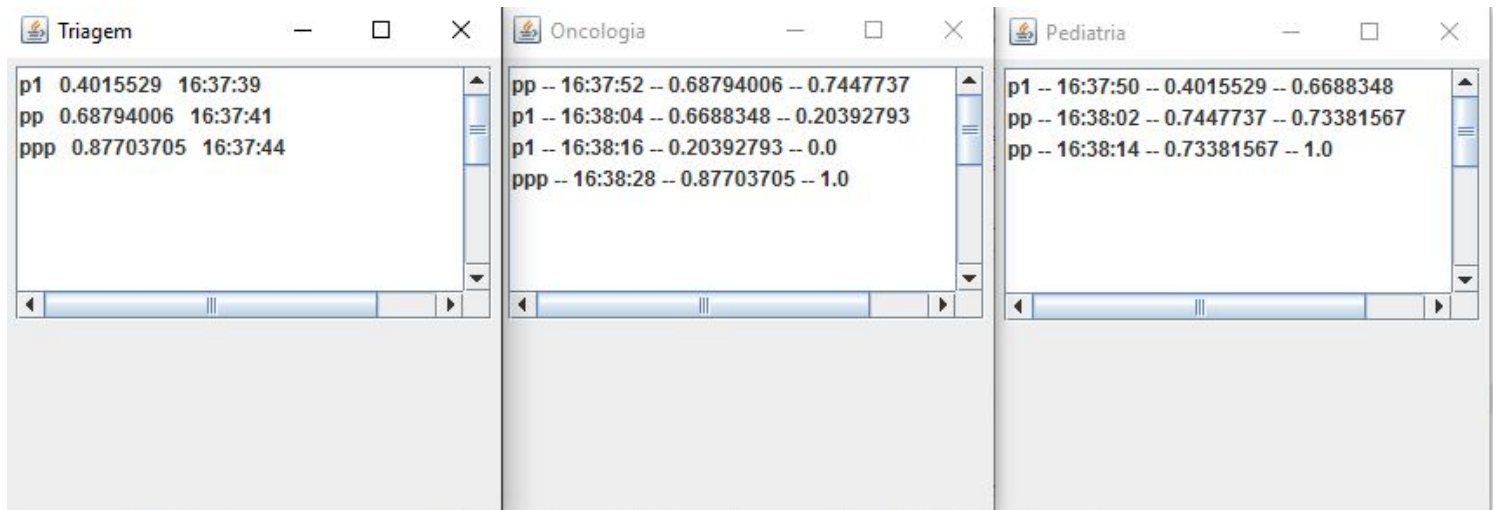 Triagem
p1 0.4015529 16:37:39
pp 0.68794006 16:37:41
ppp 0.87703705 16:37:44
Oncologia
pp -- 16:37:52 -- 0.68794006 -- 0.7447737
p1 -- 16:38:04 -- 0.6688348 -- 0.20392793
p1 -- 16:38:16 -- 0.20392793 -- 0.0
ppp -- 16:38:28 -- 0.87703705 -- 1.0
Pediatria
p1 -- 16:37:50 -- 0.4015529 -- 0.6688348
pp -- 16:38:02 -- 0.7447737 -- 0.73381567
pp -- 16:38:14 -- 0.73381567 -- 1.0